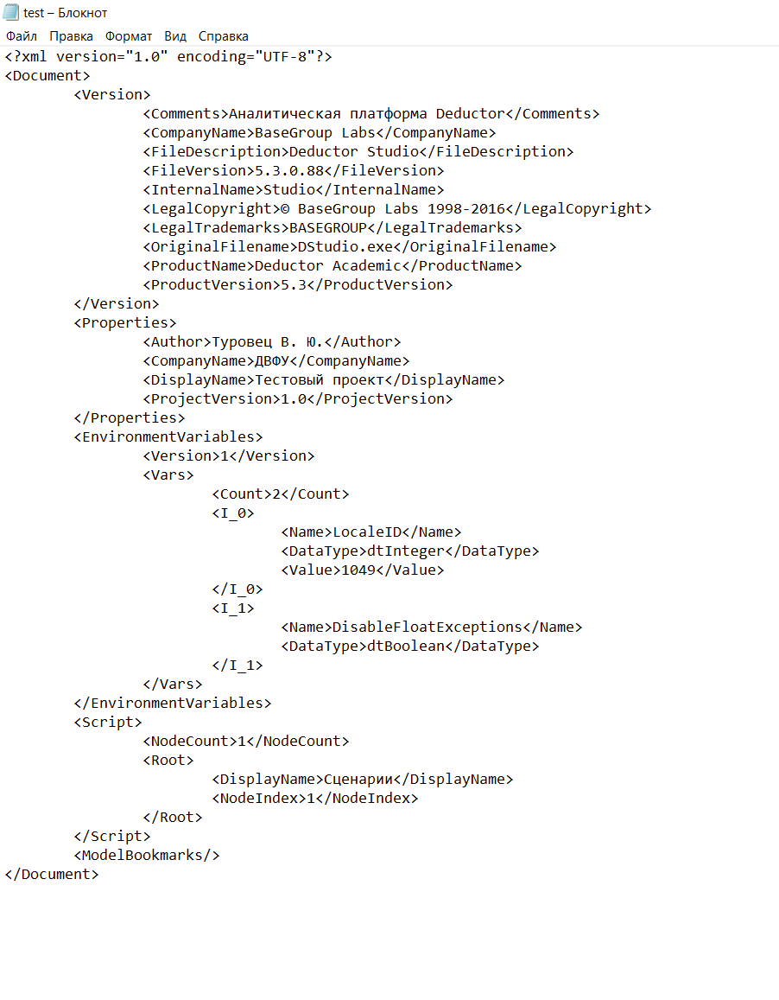 test – Блокнот
Файл Правка Формат Вид Справка
<?xml version="1.0" encoding="UTF-8"?>
<Document>
	<Version>
		<Comments>Аналитическая платформа Deductor</Comments>
		<CompanyName>BaseGroup Labs</CompanyName>
		<FileDescription>Deductor Studio</FileDescription>
		<FileVersion>5.3.0.88</FileVersion>
		<InternalName>Studio</InternalName>
		<LegalCopyright>© BaseGroup Labs 1998-2016</LegalCopyright>
		<LegalTrademarks>BASEGROUP</LegalTrademarks>
		<OriginalFilename>DStudio.exe</OriginalFilename>
		<ProductName>Deductor Academic</ProductName>
		<ProductVersion>5.3</ProductVersion>
	</Version>
	<Properties>
		<Author>Туровец В. Ю.</Author>
		<CompanyName>ДВФУ</CompanyName>
		<DisplayName>Тестовый проект</DisplayName>
		<ProjectVersion>1.0</ProjectVersion>
	</Properties>
	<EnvironmentVariables>
		<Version>1</Version>
		<Vars>
			<Count>2</Count>
			<I_0>
				<Name>LocaleID</Name>
				<DataType>dtInteger</DataType>
				<Value>1049</Value>
			</I_0>
			<I_1>
				<Name>DisableFloatExceptions</Name>
				<DataType>dtBoolean</DataType>
			</I_1>
		</Vars>
	</EnvironmentVariables>
	<Script>
		<NodeCount>1</NodeCount>
		<Root>
			<DisplayName>Сценарии</DisplayName>
			<NodeIndex>1</NodeIndex>
		</Root>
	</Script>
	<ModelBookmarks/>
</Document>